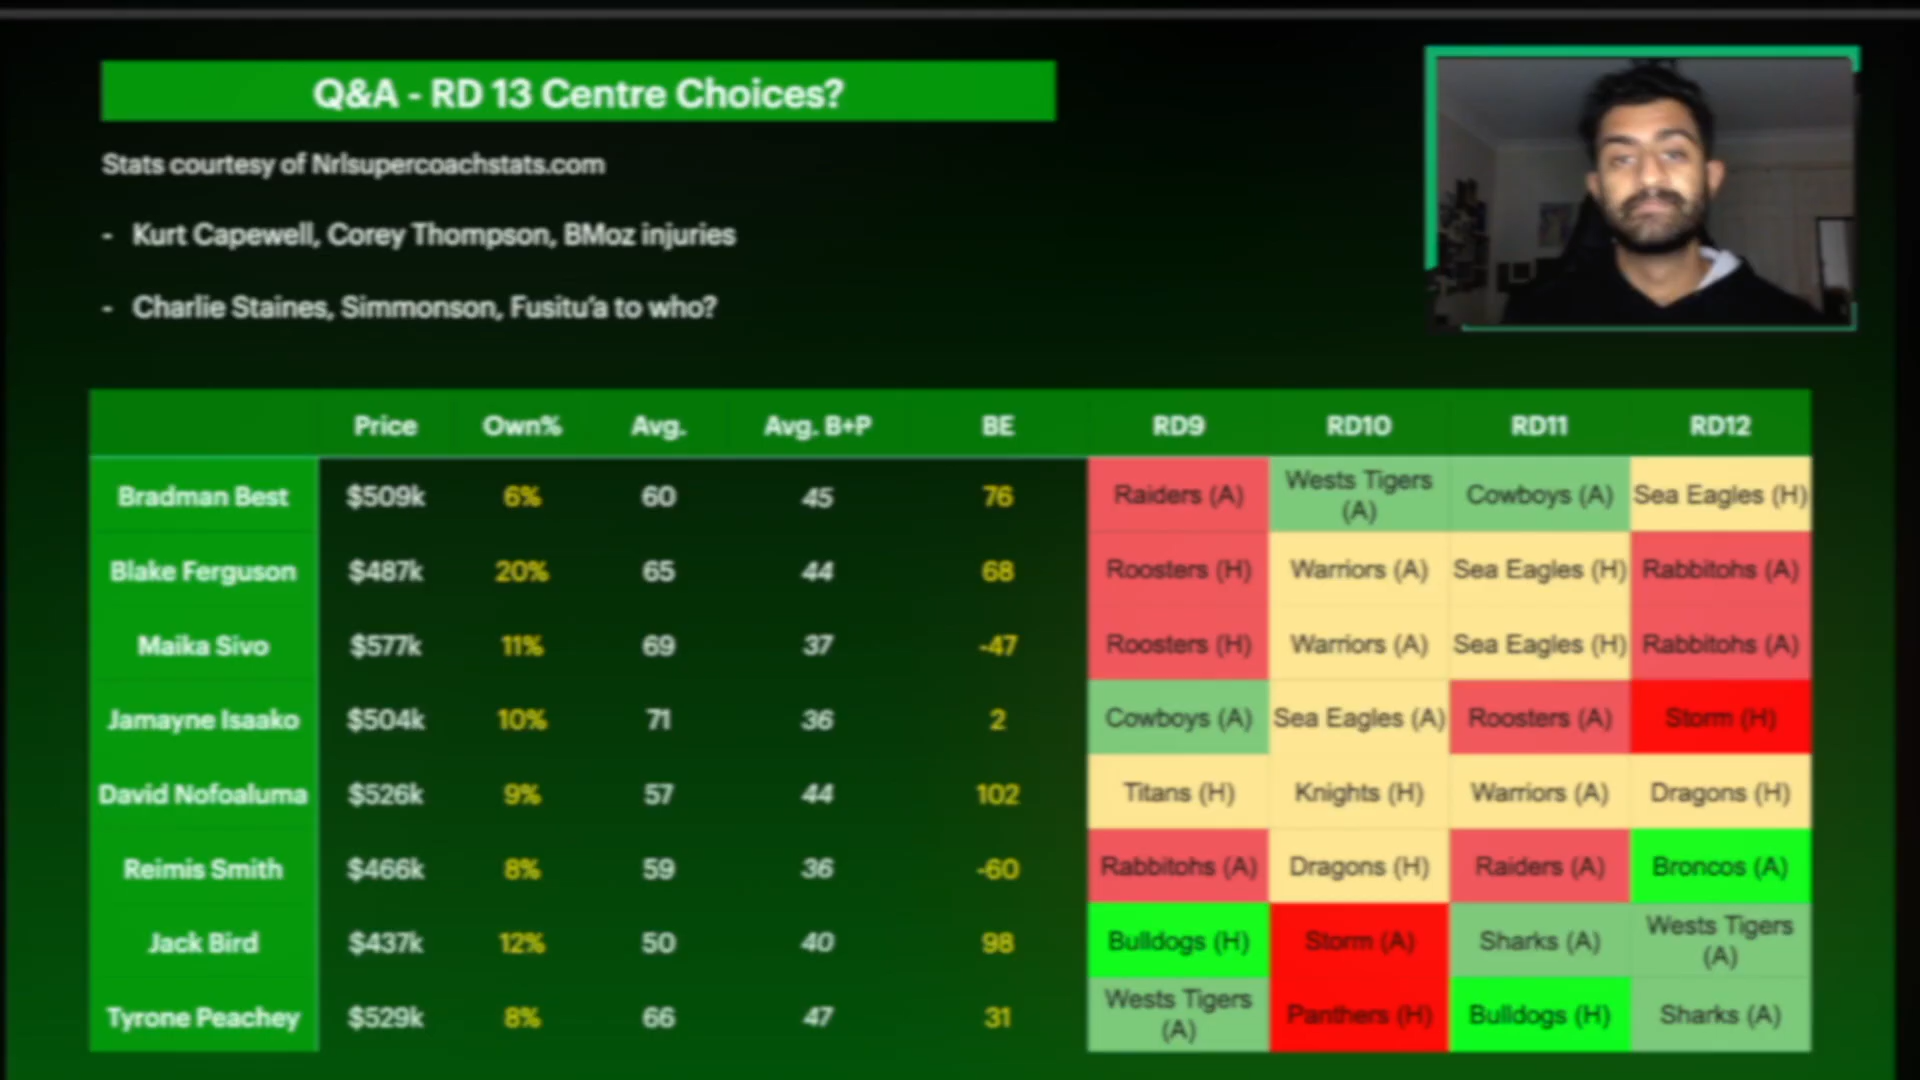 Q&A - RD 13 Centre Choices?
Stats courtesy of Nrlsupercoachstats.com
- Kurt Capewell, Corey Thompson, BMoz injuries
- Charlie Staines, Simmonson, Fusitu'a to who?
Price Own% Avg. Avg. B+P BE RD9 RD10 RD11 RD12
Bradman Best $509k 6% 60 45 76 Raiders (A) Wests Tigers (A) Cowboys (A) Sea Eagles (H)
Blake Ferguson $487k 20% 65 44 68 Roosters (H) Warriors (A) Sea Eagles (H) Rabbitohs (A)
Maika Sivo $577k 11% 69 37 -47 Roosters (H) Warriors (A) Sea Eagles (H) Rabbitohs (A)
Jamayne Isaako $504k 10% 71 36 2 Cowboys (A) Sea Eagles (A) Roosters (A) Storm (H)
David Nofoaluma $526k 9% 57 44 102 Titans (H) Knights (H) Warriors (A) Dragons (H)
Reimis Smith $466k 8% 59 36 -60 Rabbitohs (A) Dragons (H) Raiders (A) Broncos (A)
Jack Bird $437k 12% 50 40 98 Bulldogs (H) Storm (A) Sharks (A) Wests Tigers (A)
Tyrone Peachey $529k 8% 66 47 31 Wests Tigers (A) Panthers (H) Bulldogs (H) Sharks (A)